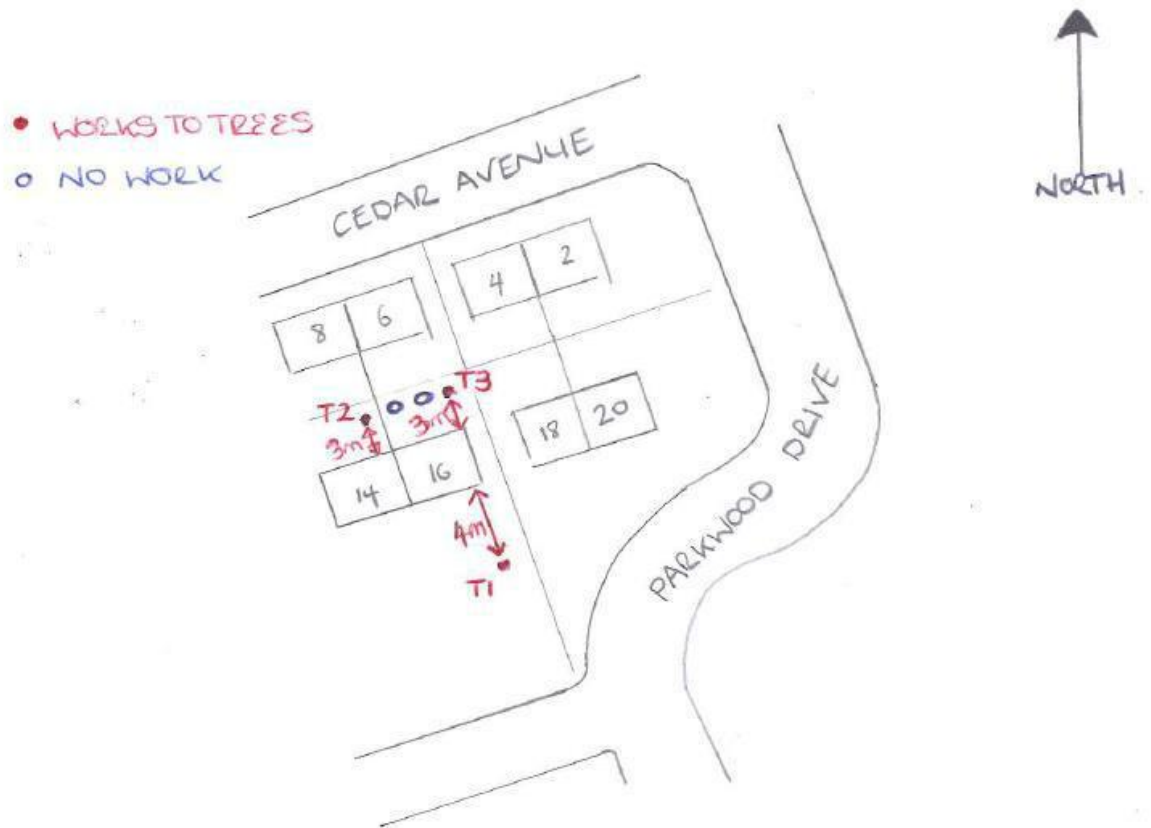 WORKS TO TREES
NO WORK
NORTH
CEDAR AVENUE
4
2
8
6
T3
T2
3m
3m
18
20
14
16
4m
T1
PARKWOOD DRIVE